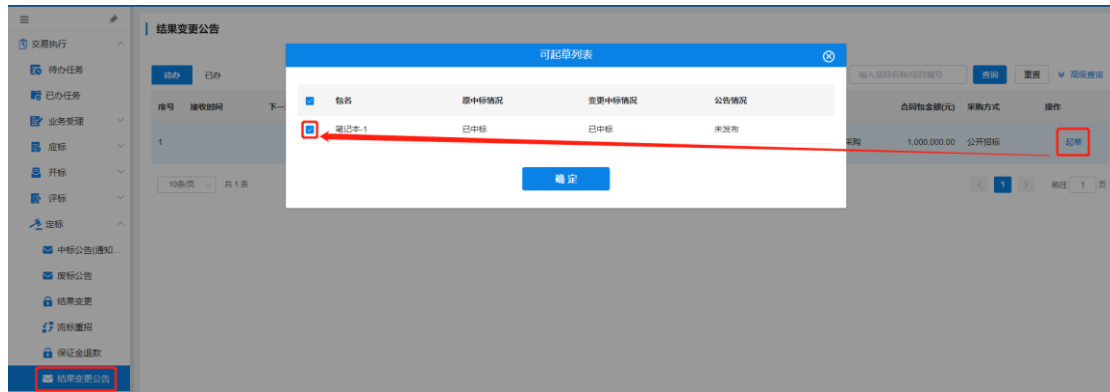 结果变更公告
交易执行
待办任务
已办任务
业务受理
应标
开标
评标
定标
中标公告(通知...
废标公告
结果变更
流标重招
保证金退款
结果变更公告
待办 已办
输入项目名称/项目编号 查询 重置 高级查询
序号 接收时间 下一 合同包金额(元) 采购方式 操作
1 采购 1,000,000.00 公开招标 起草
10条/页 共1条 1 前往 1 页
可起草列表
包名 原中标情况 变更中标情况 公告情况
笔记本-1 已中标 已中标 未发布
确定